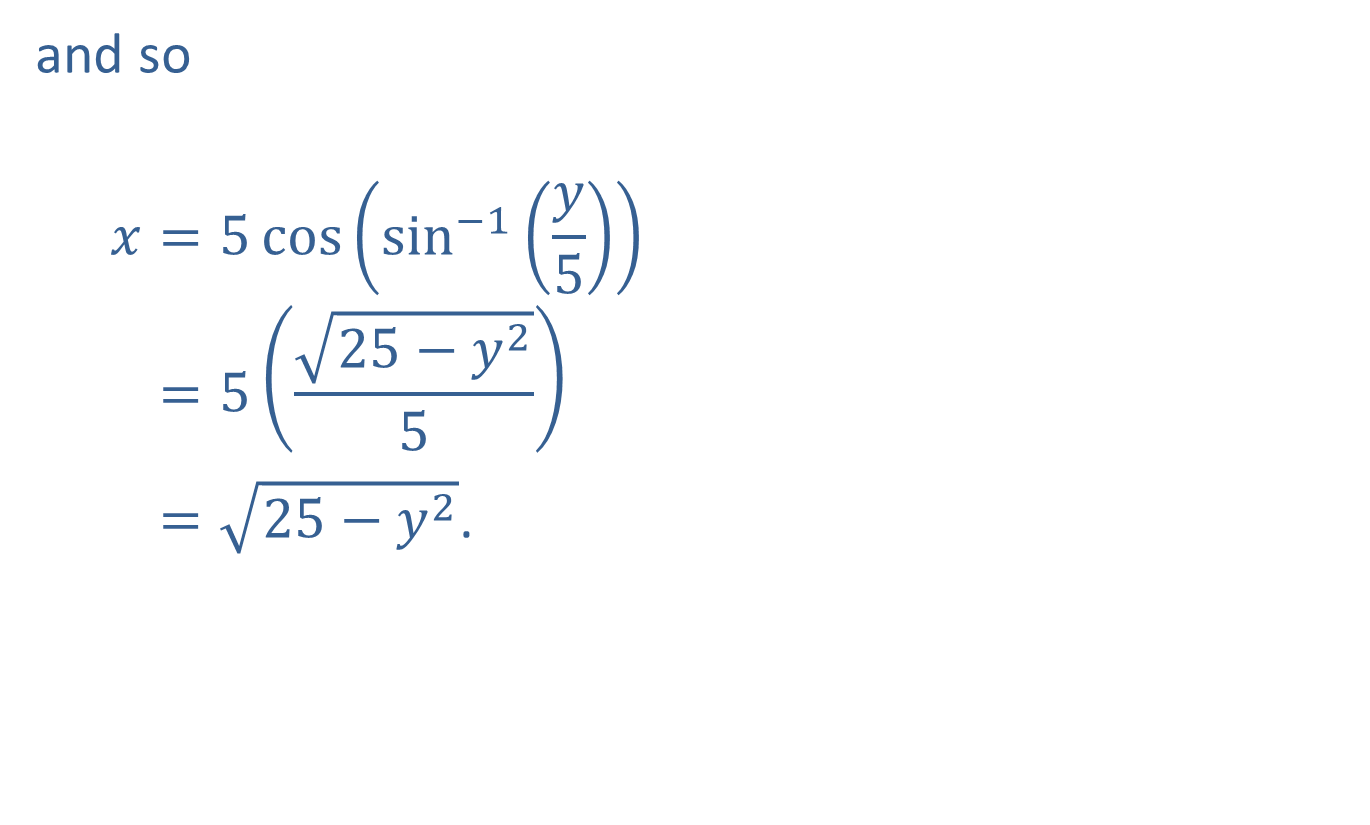 and so
x = 5 cos(sin⁻¹(y/5))
= 5(√(25 − y²)/5)
= √(25 − y²).